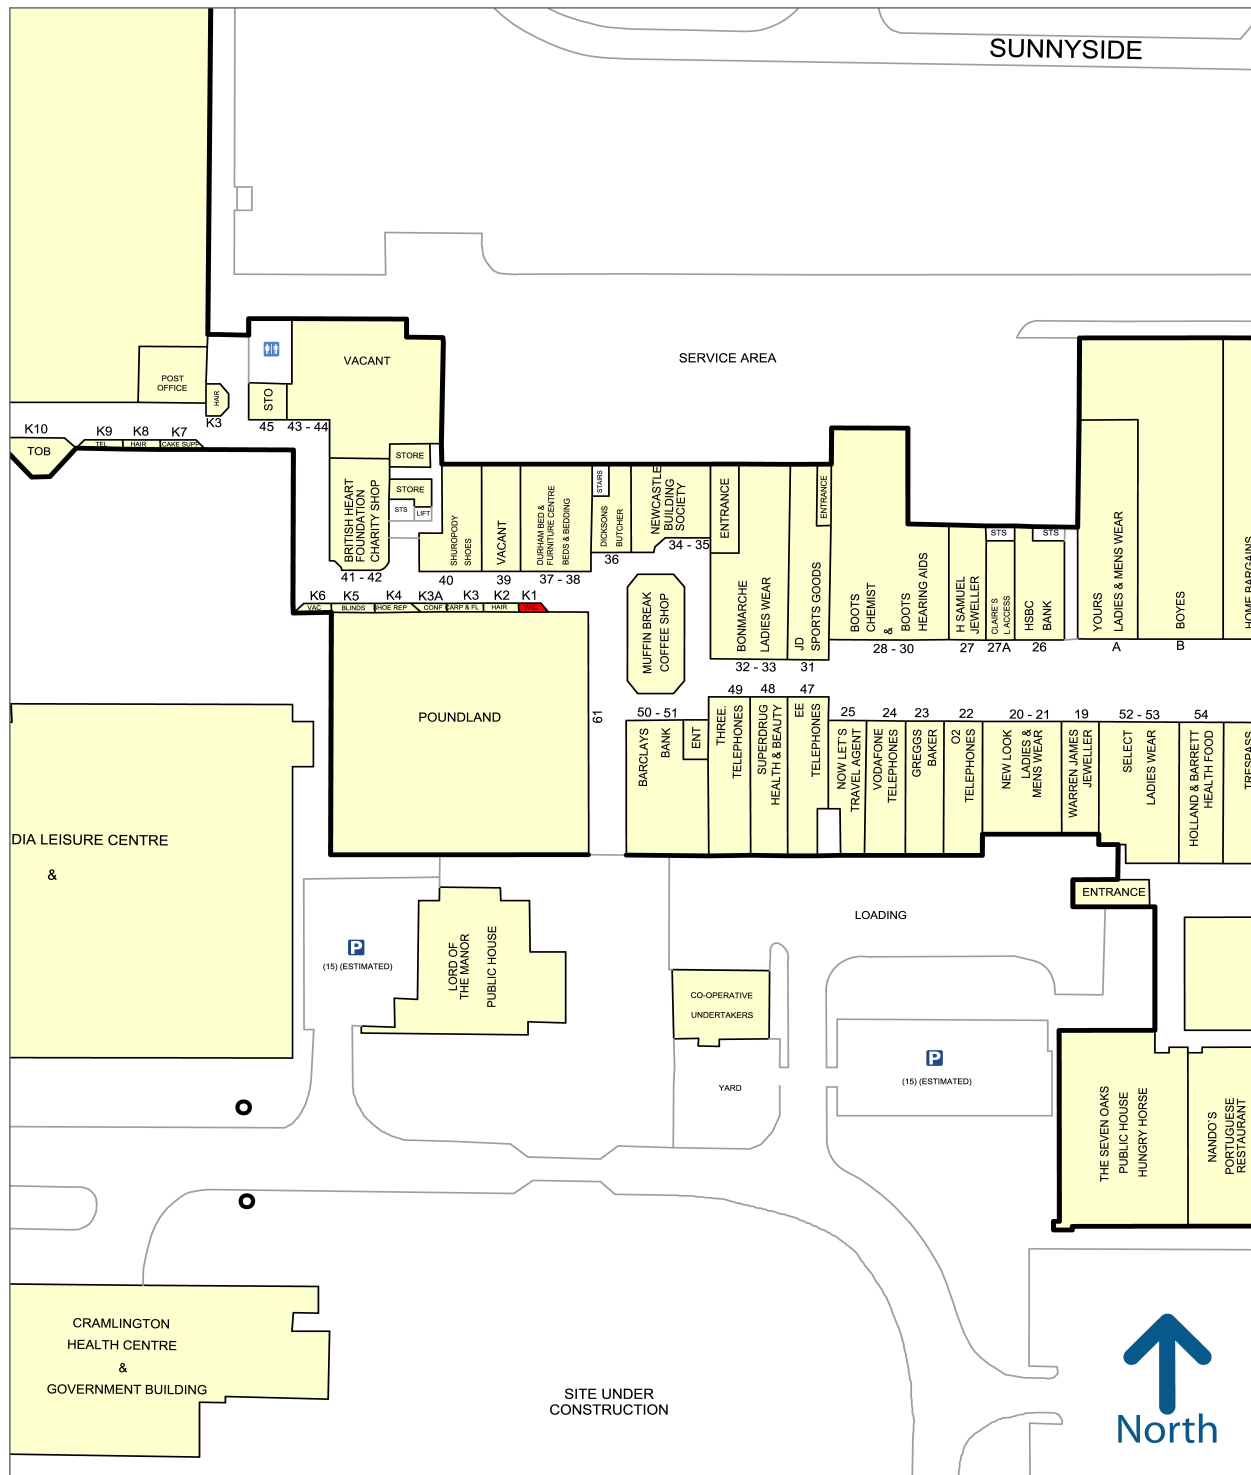 SUNNYSIDE
SERVICE AREA
VACANT
POST
OFFICE
HAIR
K3
STO
45
43 - 44
K10
TOB
K9
K8
K7
TEL
HAIR
CAKE SUPP
STORE
STORE
STS
LIFT
BRITISH HEART
FOUNDATION
CHARITY SHOP
41 - 42
SHUROPODY
SHOES
40
VACANT
39
DURHAM BED &
FURNITURE CENTRE
BEDS & BEDDING
37 - 38
STAIRS
DICKSONS
BUTCHER
36
NEWCASTLE
BUILDING
SOCIETY
34 - 35
ENTRANCE
BONMARCHE
LADIES WEAR
32 - 33
ENTRANCE
JD
SPORTS GOODS
31
BOOTS
CHEMIST
&
BOOTS
HEARING AIDS
28 - 30
H SAMUEL
JEWELLER
27
STS
CLAIRE'S
L ACCESS
27A
STS
HSBC
BANK
26
YOURS
LADIES & MENS WEAR
A
BOYES
B
HOME BARGAINS
K6
K5
K4
K3A
K3
K2
K1
VAC
BLINDS
SHOE REP
CONF
CARP & FL
HAIR
VAC
MUFFIN BREAK
COFFEE SHOP
POUNDLAND
61
50 - 51
BARCLAYS
BANK
ENT
49
THREE.
TELEPHONES
48
SUPERDRUG
HEALTH & BEAUTY
47
EE
TELEPHONES
25
NOW LET'S
TRAVEL AGENT
24
VODAFONE
TELEPHONES
23
GREGGS
BAKER
22
O2
TELEPHONES
20 - 21
NEW LOOK
LADIES &
MENS WEAR
19
WARREN JAMES
JEWELLER
52 - 53
SELECT
LADIES WEAR
54
HOLLAND & BARRETT
HEALTH FOOD
TRESPASS
DIA LEISURE CENTRE
&
ENTRANCE
LOADING
P
(15) (ESTIMATED)
LORD OF
THE MANOR
PUBLIC HOUSE
CO-OPERATIVE
UNDERTAKERS
YARD
P
(15) (ESTIMATED)
THE SEVEN OAKS
PUBLIC HOUSE
HUNGRY HORSE
NANDO'S
PORTUGUESE
RESTAURANT
CRAMLINGTON
HEALTH CENTRE
&
GOVERNMENT BUILDING
SITE UNDER
CONSTRUCTION
North